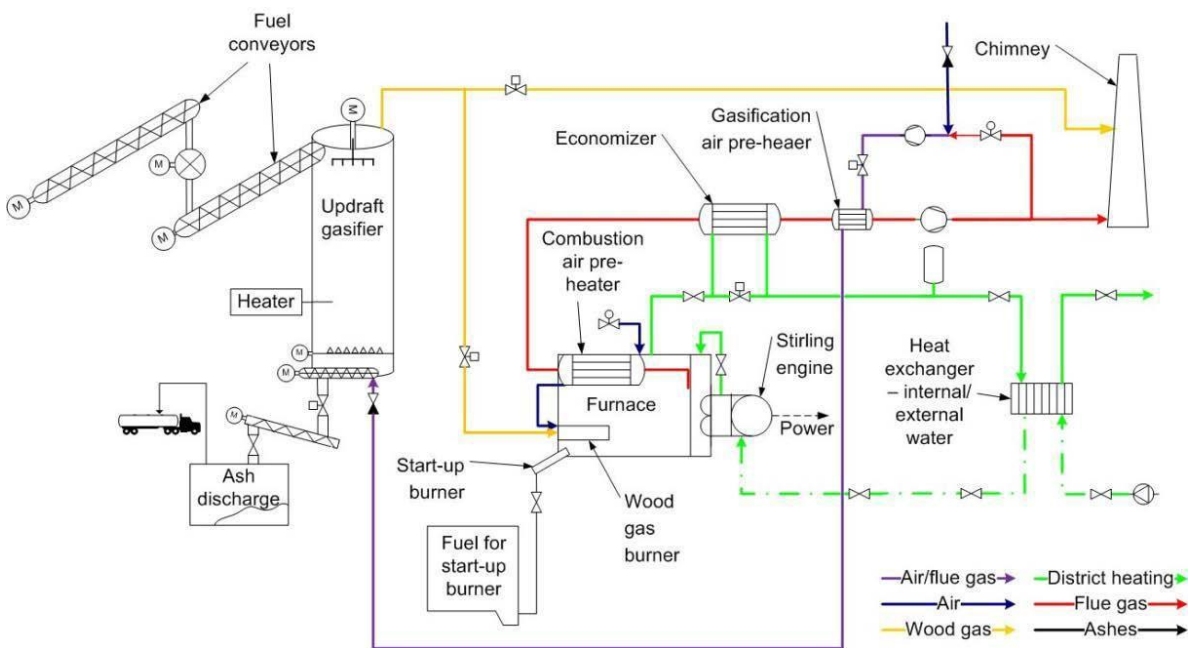 Fuel
conveyors
Chimney
Gasification
air pre-heaer
Economizer
M
M
M
M
Updraft
gasifier
Combustion
air pre-
heater
Heater
Stirling
engine
Heat
exchanger
– internal/
external
water
M
Furnace
Power
M
Start-up
burner
Ash
discharge
Wood
gas
burner
Fuel for
start-up
burner
Air/flue gas
District heating
Air
Flue gas
Wood gas
Ashes